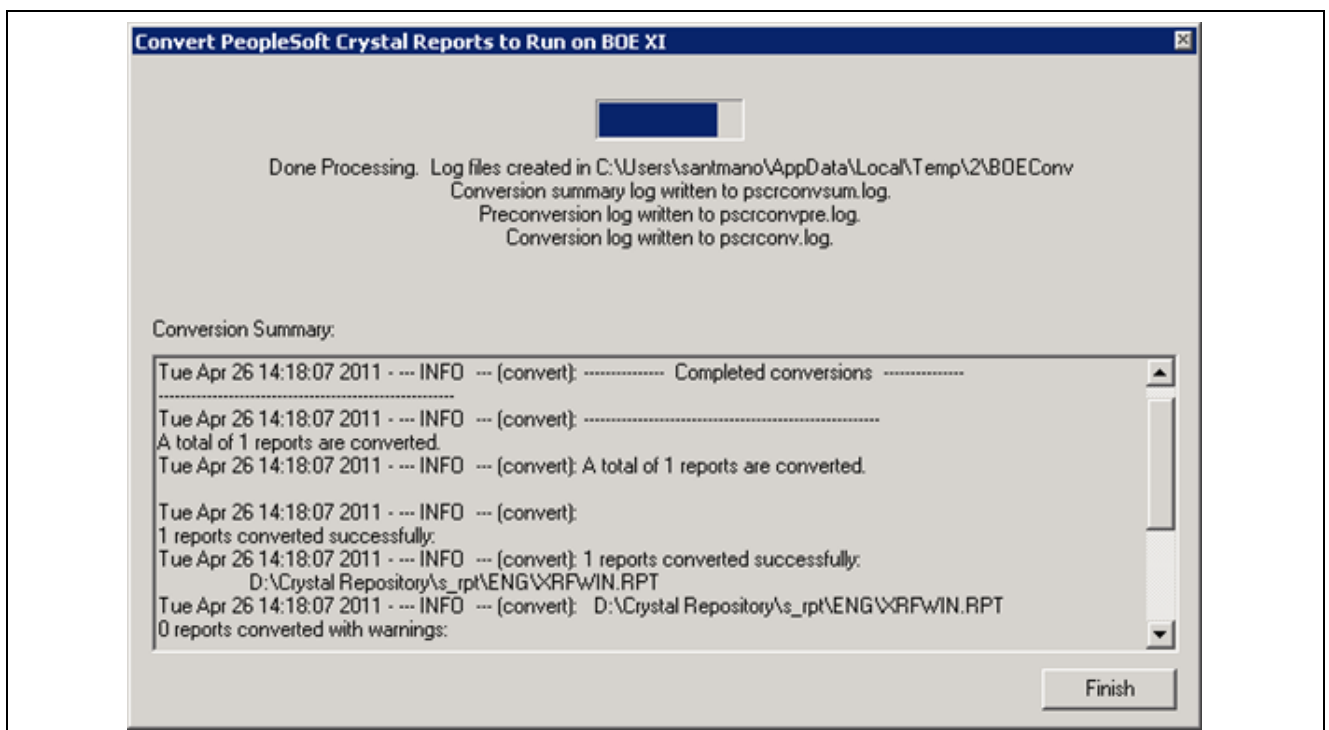 Convert PeopleSoft Crystal Reports to Run on BOE XI
Done Processing.  Log files created in C:\Users\santmano\AppData\Local\Temp\2\BOEConv
Conversion summary log written to pscrconvsum.log.
Preconversion log written to pscrconvpre.log.
Conversion log written to pscrconv.log.
Conversion Summary:
Tue Apr 26 14:18:07 2011 - --- INFO  --- (convert): --------------- Completed conversions ---------------
-------------------------------------------------------
Tue Apr 26 14:18:07 2011 - --- INFO  --- (convert): -------------------------------------------------------
A total of 1 reports are converted.
Tue Apr 26 14:18:07 2011 - --- INFO  --- (convert): A total of 1 reports are converted.
Tue Apr 26 14:18:07 2011 - --- INFO  --- (convert):
1 reports converted successfully:
Tue Apr 26 14:18:07 2011 - --- INFO  --- (convert): 1 reports converted successfully:
D:\Crystal Repository\s_rpt\ENG\XRFWIN.RPT
Tue Apr 26 14:18:07 2011 - --- INFO  --- (convert):   D:\Crystal Repository\s_rpt\ENG\XRFWIN.RPT
0 reports converted with warnings:
Finish